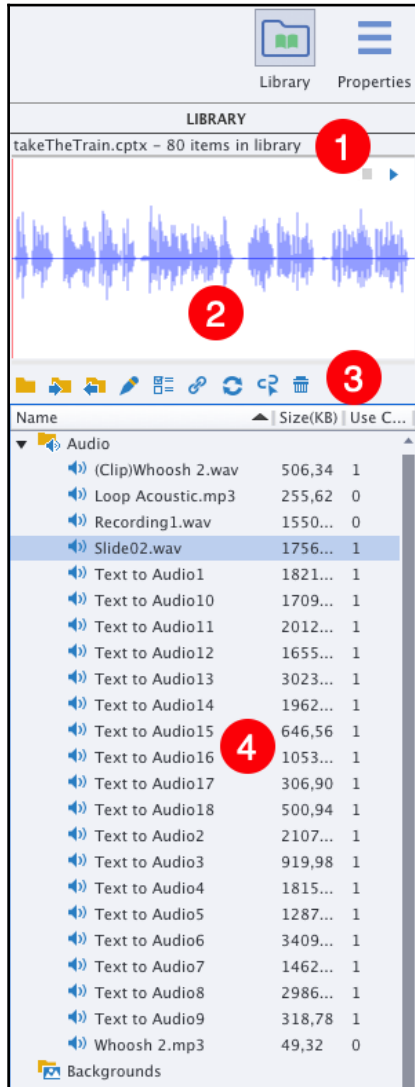 Library Properties
LIBRARY
takeTheTrain.cptx – 80 items in library 1
2
3
Name Size(KB) Use C...
Audio
(Clip)Whoosh 2.wav 506,34 1
Loop Acoustic.mp3 255,62 0
Recording1.wav 1550... 0
Slide02.wav 1756... 1
Text to Audio1 1821... 1
Text to Audio10 1709... 1
Text to Audio11 2012... 1
Text to Audio12 1655... 1
Text to Audio13 3023... 1
Text to Audio14 1962... 1
Text to Audio15 646,56 1
4
Text to Audio16 1053... 1
Text to Audio17 306,90 1
Text to Audio18 500,94 1
Text to Audio2 2107... 1
Text to Audio3 919,98 1
Text to Audio4 1815... 1
Text to Audio5 1287... 1
Text to Audio6 3409... 1
Text to Audio7 1462... 1
Text to Audio8 2986... 1
Text to Audio9 318,78 1
Whoosh 2.mp3 49,32 0
Backgrounds